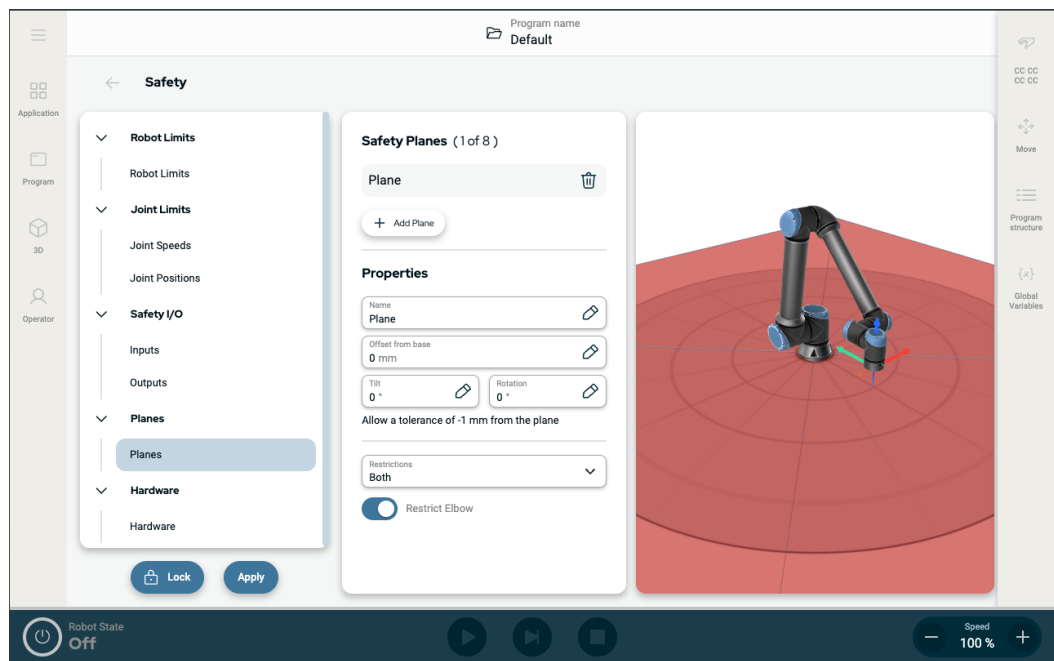 Program name
Default
CC CC
CC CC
Safety
Application
Robot Limits
Safety Planes (1 of 8)
Move
Robot Limits
Plane
Program
Joint Limits
Add Plane
Program
structure
Joint Speeds
3D
Properties
Joint Positions
{x}
Global
Variables
Name
Plane
Operator
Safety I/O
Offset from base
0 mm
Inputs
Tilt
0 °
Rotation
0 °
Outputs
Allow a tolerance of -1 mm from the plane
Planes
Planes
Restrictions
Both
Hardware
Restrict Elbow
Hardware
Lock
Apply
Robot State
Off
Speed
100 %